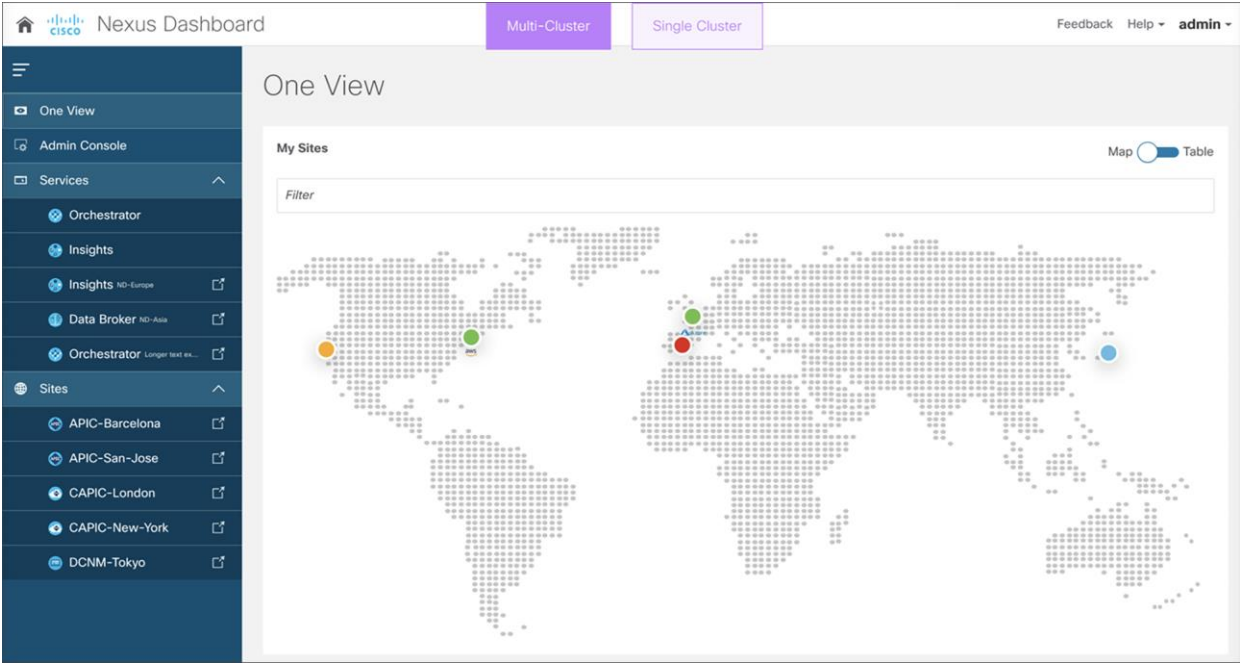 CISCO Nexus Dashboard
Multi-Cluster
Single Cluster
Feedback Help admin
One View
Admin Console
Services
Orchestrator
Insights
Insights ND-Europe
Data Broker ND-Asia
Orchestrator Longer text ex...
Sites
APIC-Barcelona
APIC-San-Jose
CAPIC-London
CAPIC-New-York
DCNM-Tokyo
One View
My Sites
Map Table
Filter
aws